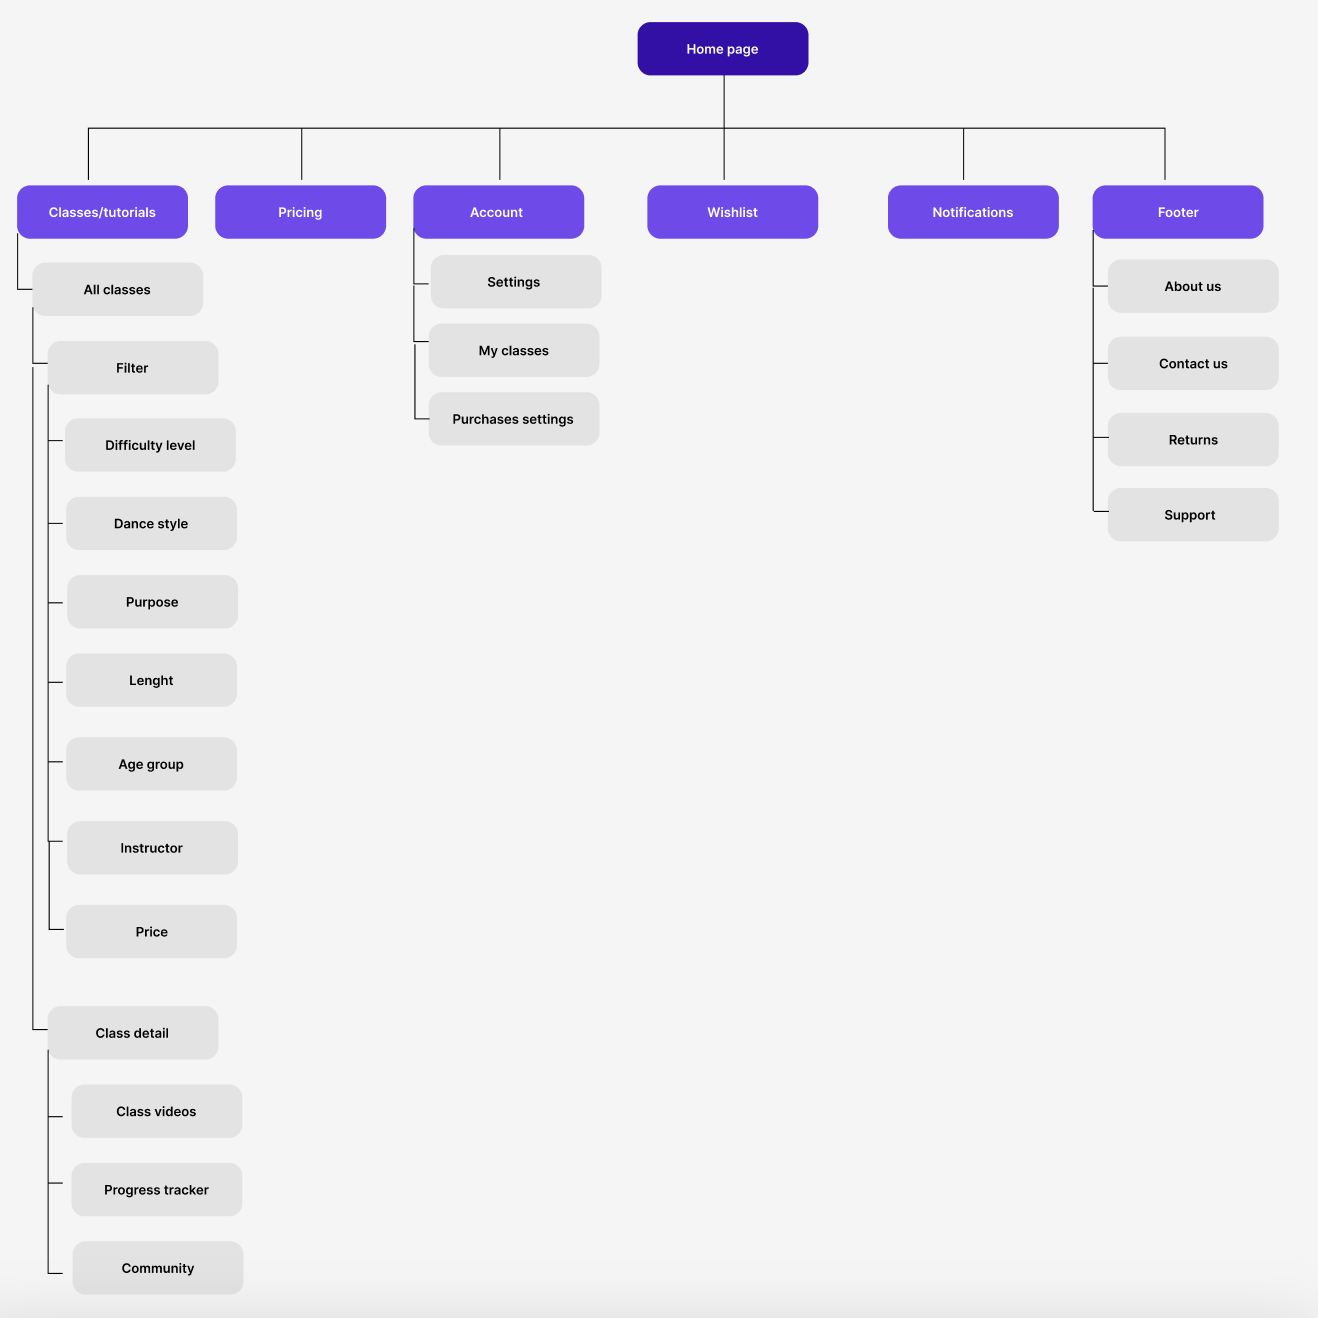 Home page
Classes/tutorials
Pricing
Account
Wishlist
Notifications
Footer
All classes
Filter
Difficulty level
Dance style
Purpose
Lenght
Age group
Instructor
Price
Class detail
Class videos
Progress tracker
Community
Settings
My classes
Purchases settings
About us
Contact us
Returns
Support